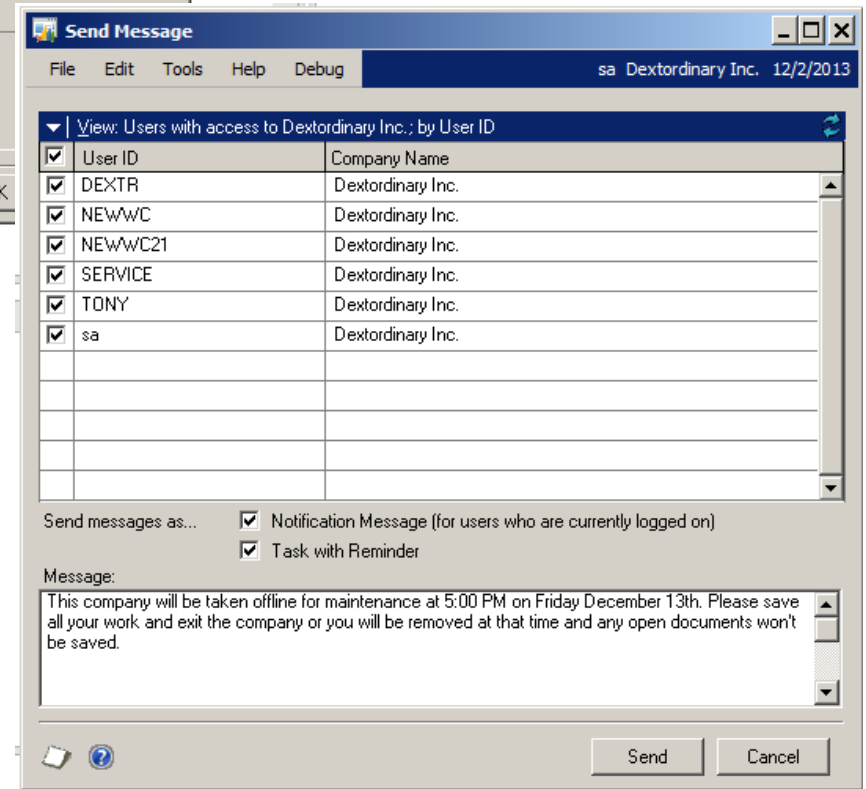 Send Message
File Edit Tools Help Debug sa Dextordinary Inc. 12/2/2013
View: Users with access to Dextordinary Inc.; by User ID
User ID Company Name
DEXTR Dextordinary Inc.
NEWWC Dextordinary Inc.
NEWWC21 Dextordinary Inc.
SERVICE Dextordinary Inc.
TONY Dextordinary Inc.
sa Dextordinary Inc.
Send messages as... Notification Message (for users who are currently logged on)
Task with Reminder
Message:
This company will be taken offline for maintenance at 5:00 PM on Friday December 13th. Please save
all your work and exit the company or you will be removed at that time and any open documents won't
be saved.
Send Cancel